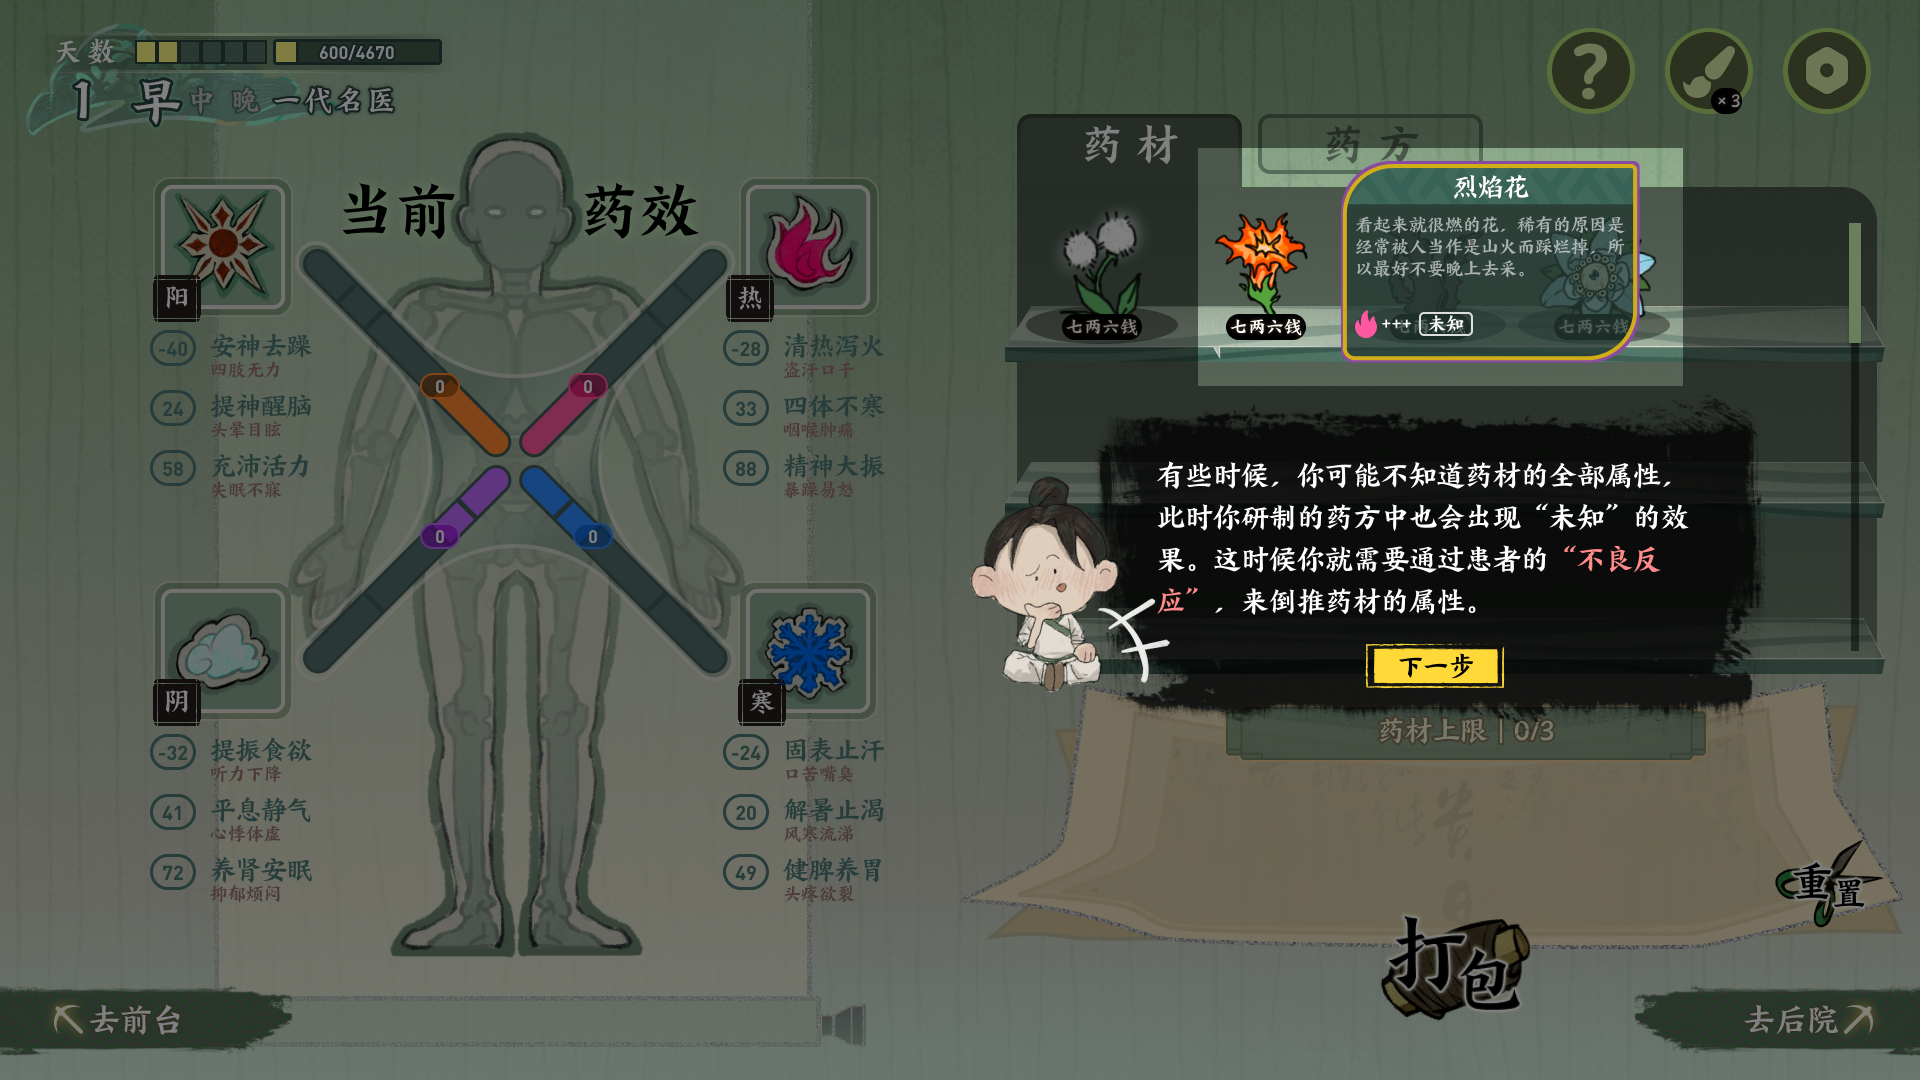 天数
600/4670
1 早 中 晚 一代名医
×3
当前药效
阳
-40 安神去躁
四肢无力
24 提神醒脑
头晕目眩
58 充沛活力
失眠不寐
热
-28 清热泻火
盗汗口干
33 四体不寒
咽喉肿痛
88 精神大振
暴躁易怒
0
0
0
0
阴
-32 提振食欲
听力下降
41 平息静气
心悸体虚
72 养肾安眠
抑郁烦闷
寒
-24 固表止汗
口苦嘴臭
20 解暑止渴
风寒流涕
49 健脾养胃
头疼欲裂
药材
药方
七两六钱
七两六钱
七两六钱
烈焰花
看起来就很燃的花，稀有的原因是
经常被人当作是山火而踩烂掉，所
以最好不要晚上去采。
+++ 未知
有些时候，你可能不知道药材的全部属性，
此时你研制的药方中也会出现“未知”的效
果。这时候你就需要通过患者的“不良反
应”，来倒推药材的属性。
下一步
药材上限 | 0/3
重置
打包
去前台
去后院